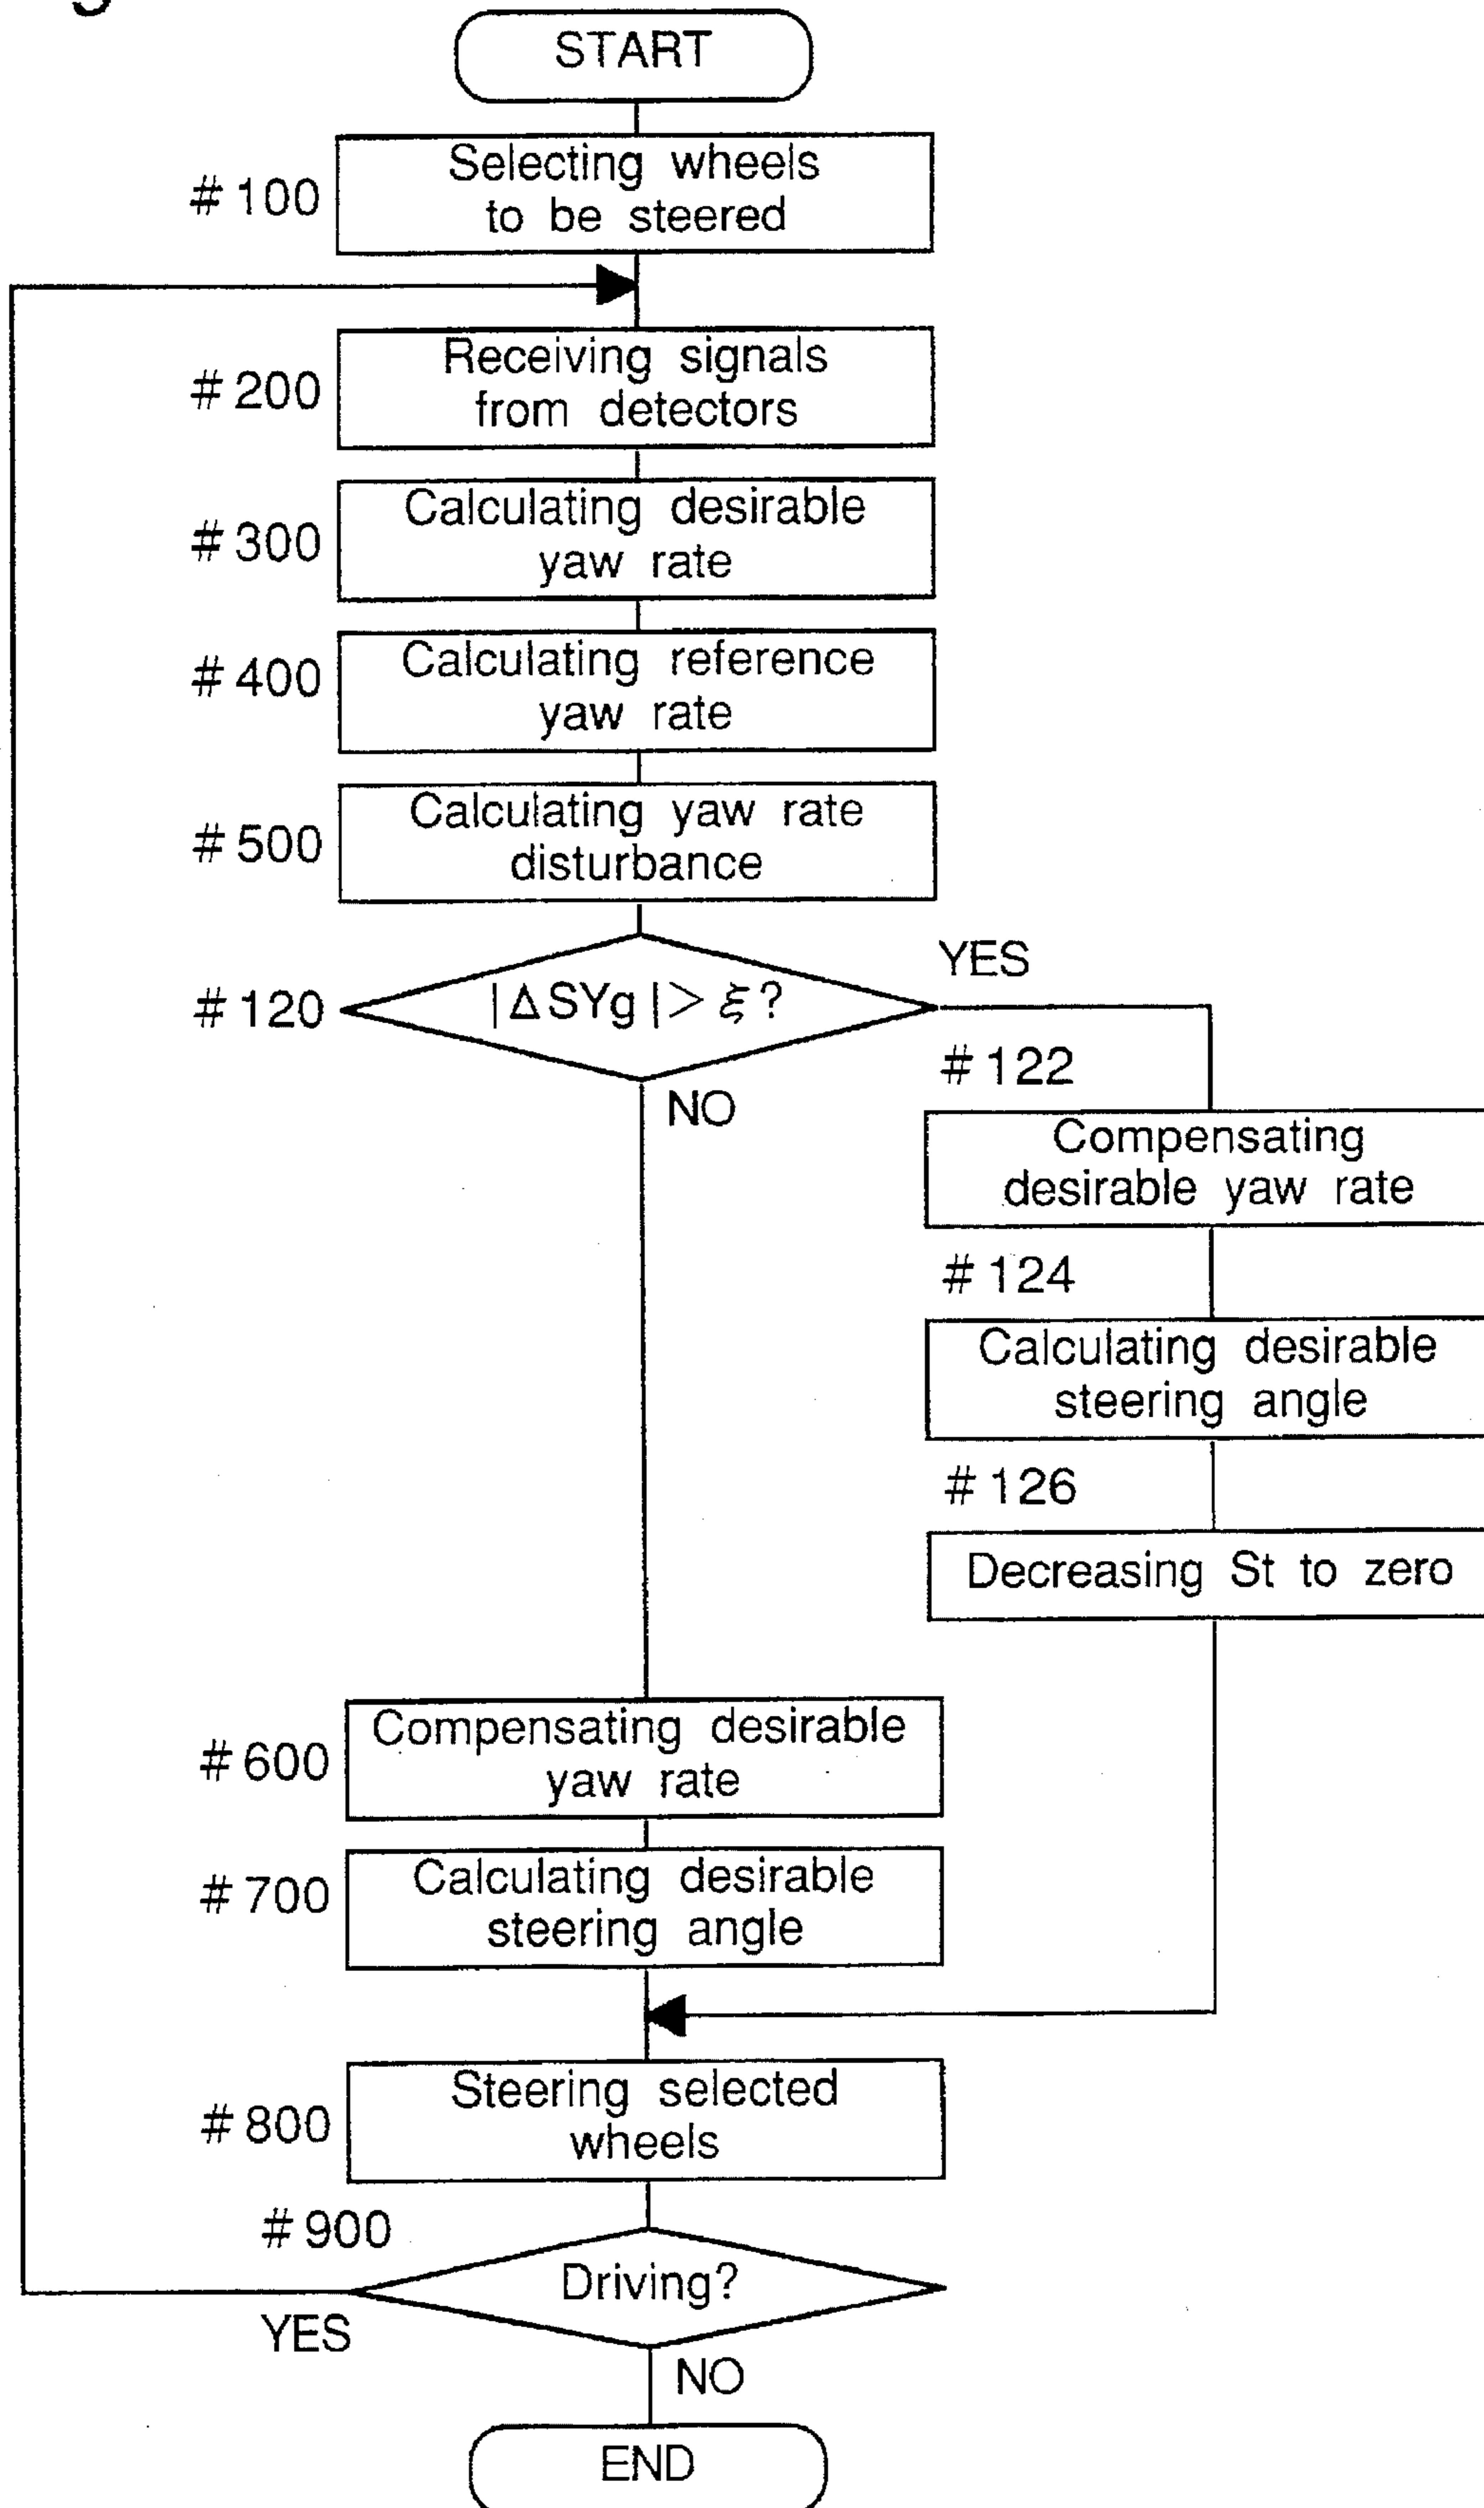 START
#100
Selecting wheels
to be steered
#200
Receiving signals
from detectors
#300
Calculating desirable
yaw rate
#400
Calculating reference
yaw rate
#500
Calculating yaw rate
disturbance
#120
|ΔSYg|> ξ?
YES
NO
#122
Compensating
desirable yaw rate
#124
Calculating desirable
steering angle
#126
Decreasing St to zero
#600
Compensating desirable
yaw rate
#700
Calculating desirable
steering angle
#800
Steering selected
wheels
#900
Driving?
YES
NO
END